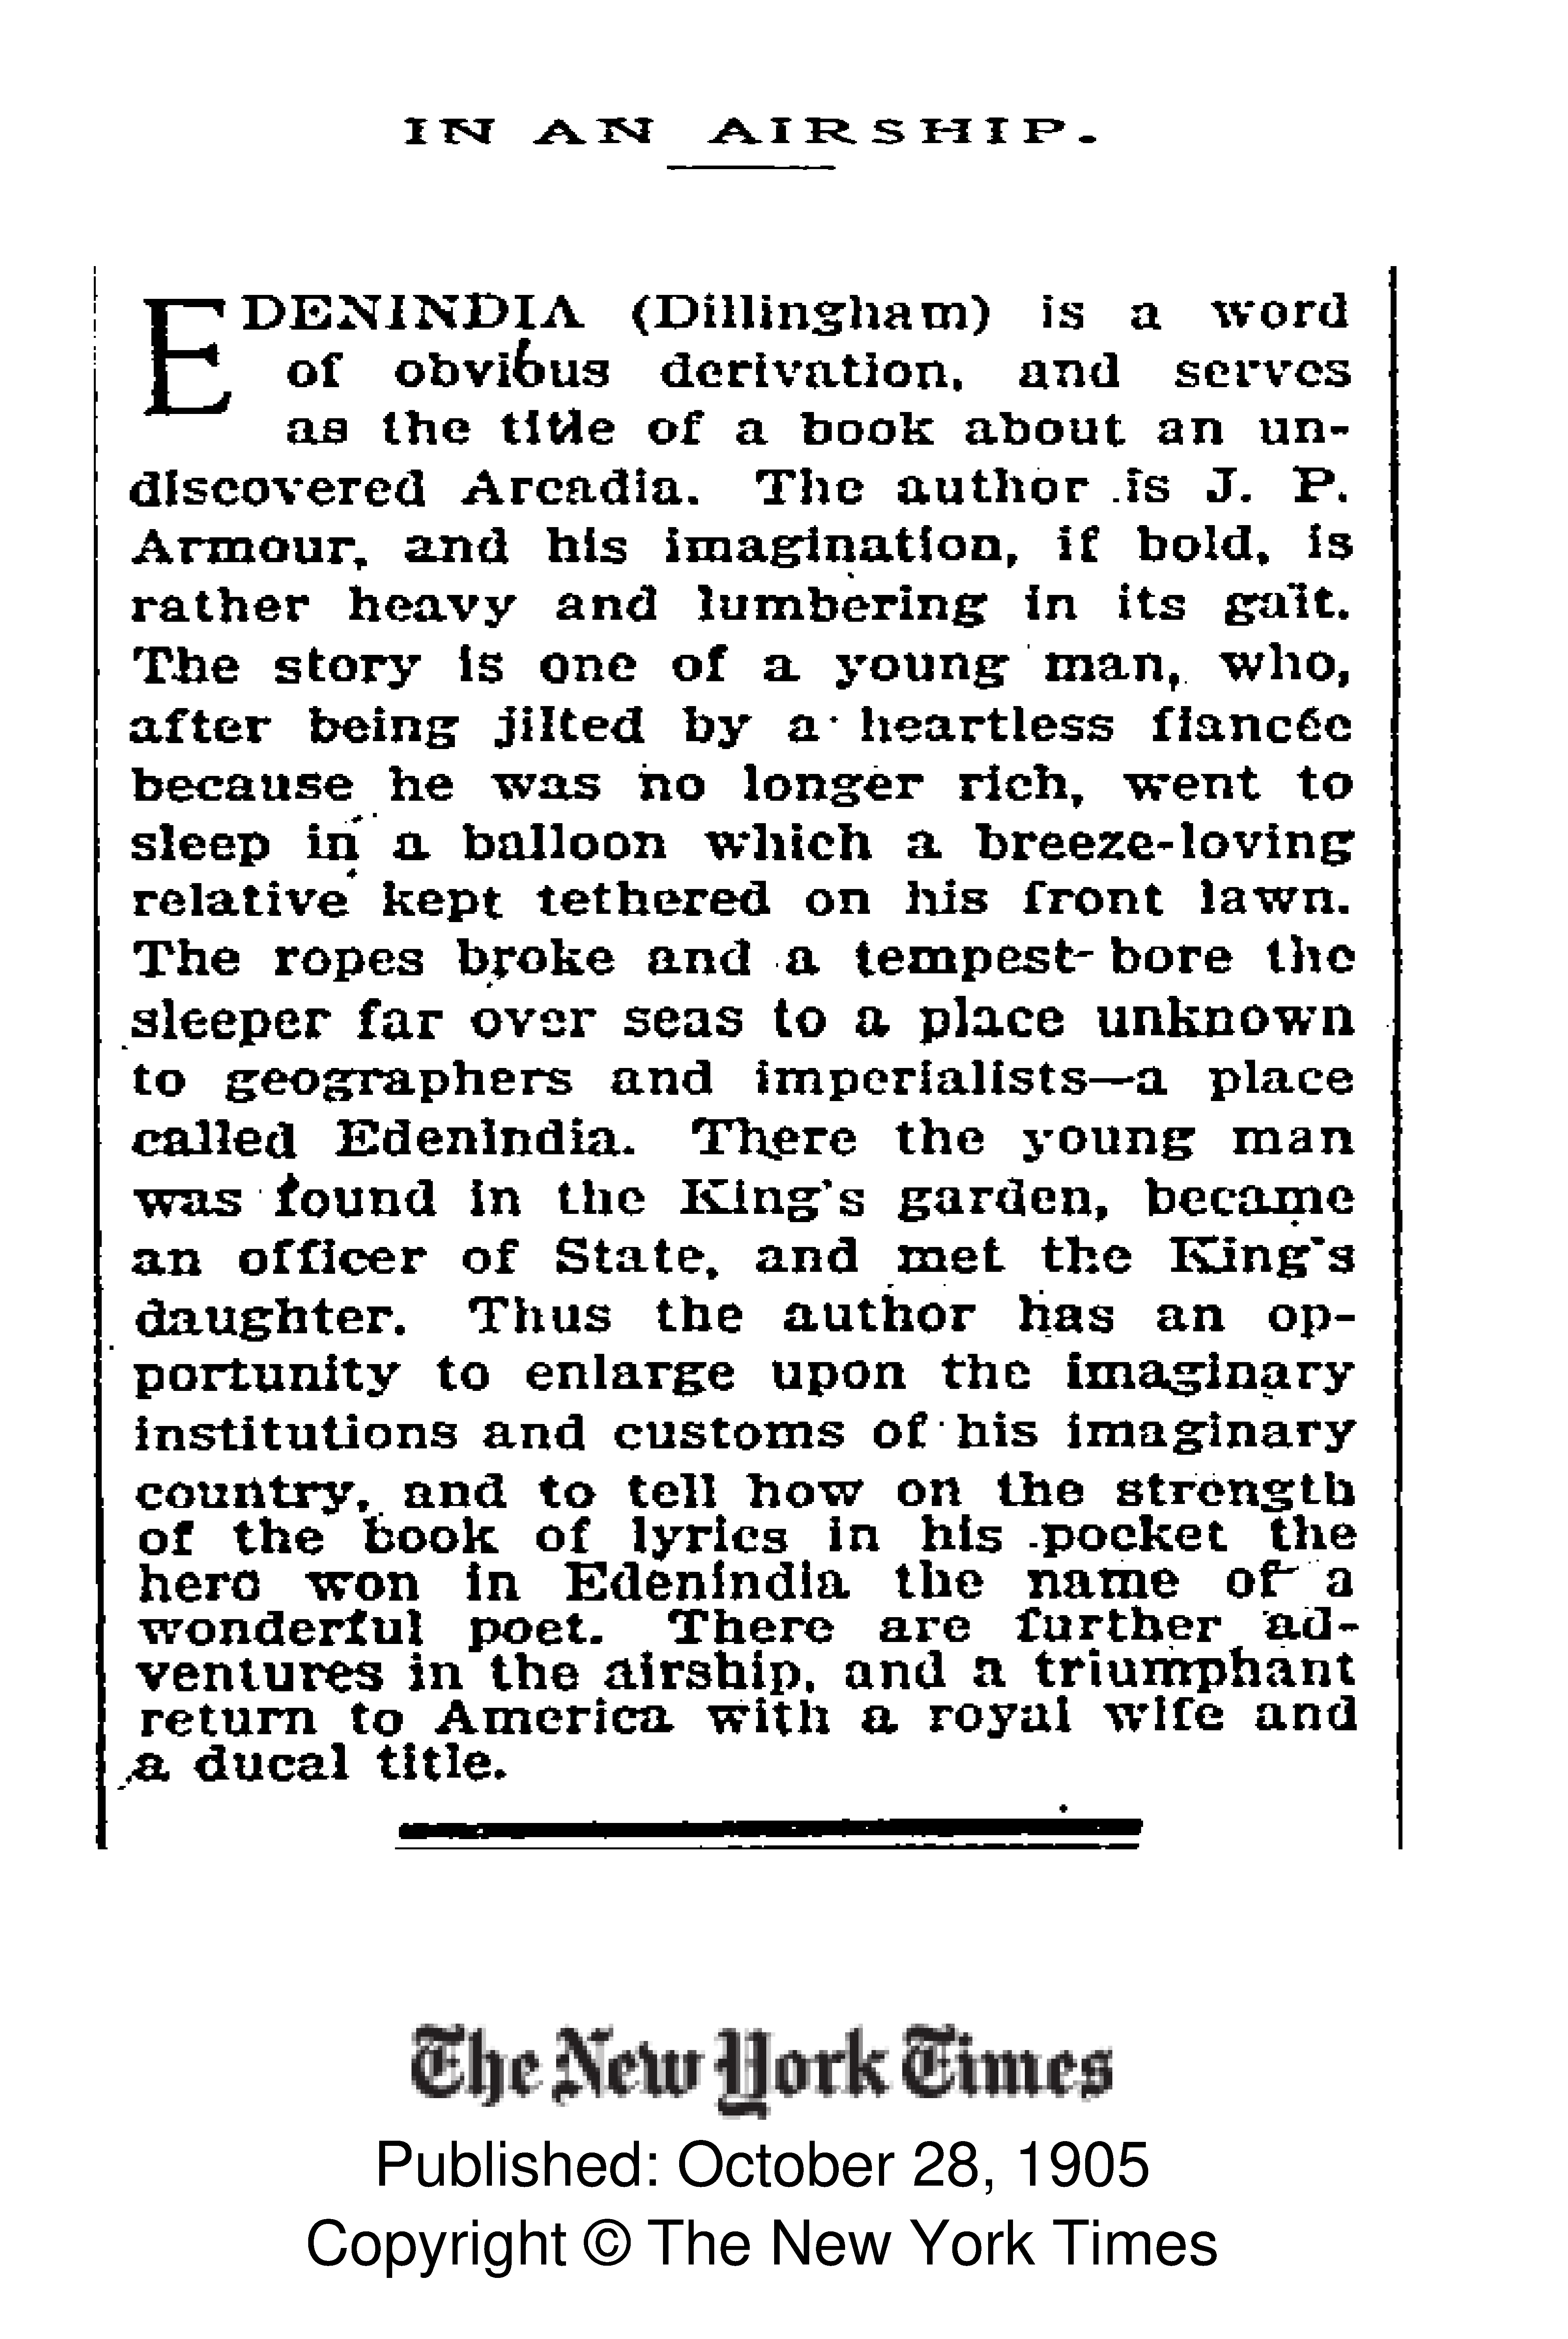 IN AN AIRSHIP.
EDENINDIA (Dillingham) is a word
of obvious derivation, and serves
as the title of a book about an un-
discovered Arcadia. The author is J. P.
Armour, and his imagination, if bold, is
rather heavy and lumbering in its gait.
The story is one of a young man, who,
after being jilted by a heartless fiancée
because he was no longer rich, went to
sleep in a balloon which a breeze-loving
relative kept tethered on his front lawn.
The ropes broke and a tempest bore the
sleeper far over seas to a place unknown
to geographers and imperialists—a place
called Edenindia. There the young man
was found in the King's garden, became
an officer of State, and met the King's
daughter. Thus the author has an op-
portunity to enlarge upon the imaginary
institutions and customs of his imaginary
country, and to tell how on the strength
of the book of lyrics in his pocket the
hero won in Edenindia the name of a
wonderful poet. There are further ad-
ventures in the airship, and a triumphant
return to America with a royal wife and
a ducal title.
The New York Times
Published: October 28, 1905
Copyright © The New York Times